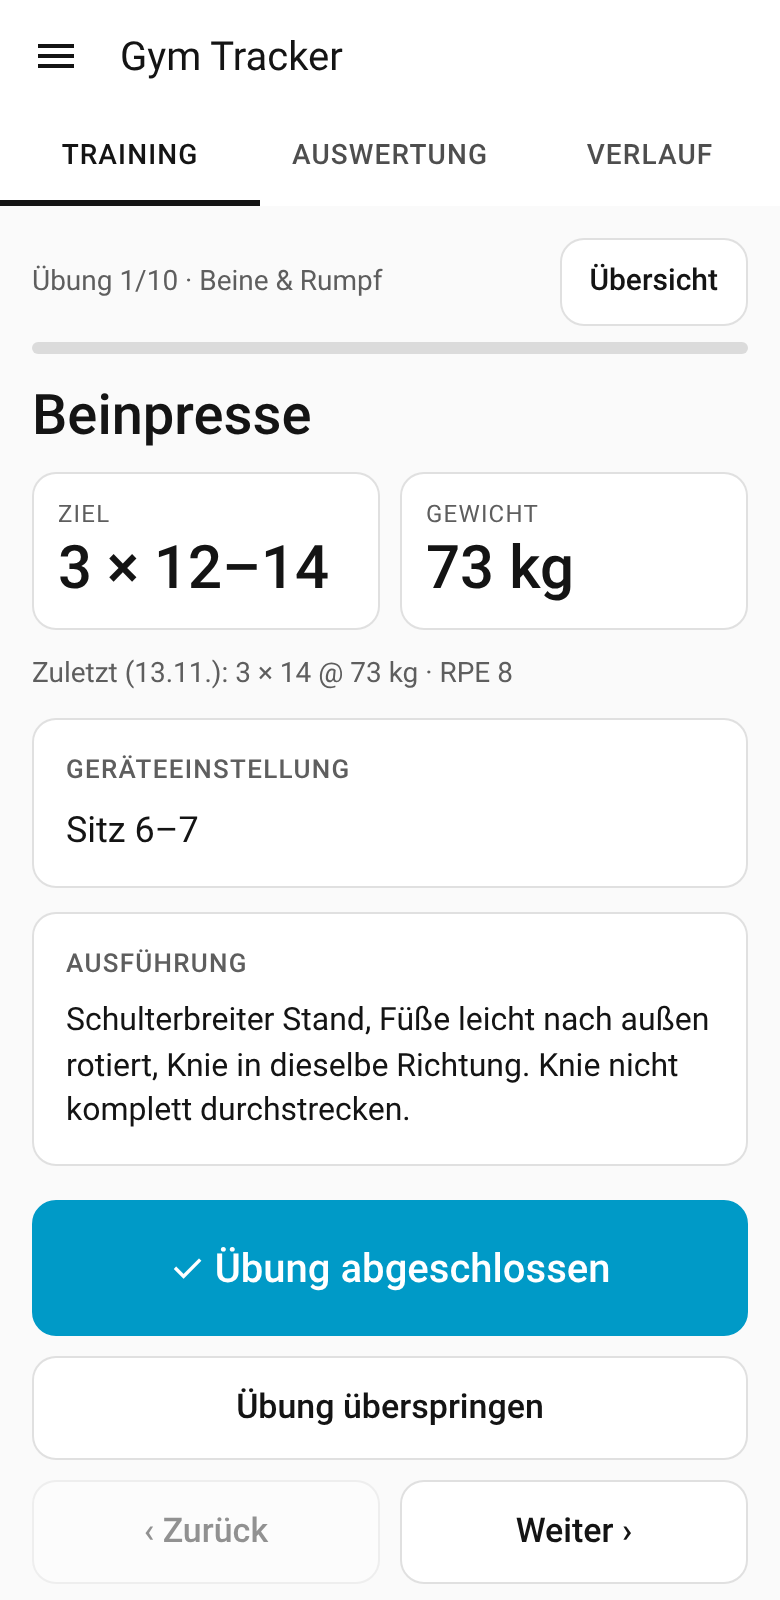 Gym Tracker
TRAINING AUSWERTUNG VERLAUF
Übung 1/10 · Beine & Rumpf
Übersicht
Beinpresse
ZIEL
3 × 12–14
GEWICHT
73 kg
Zuletzt (13.11.): 3 × 14 @ 73 kg · RPE 8
GERÄTEEINSTELLUNG
Sitz 6–7
AUSFÜHRUNG
Schulterbreiter Stand, Füße leicht nach außen
rotiert, Knie in dieselbe Richtung. Knie nicht
komplett durchstrecken.
✓ Übung abgeschlossen
Übung überspringen
‹ Zurück
Weiter ›